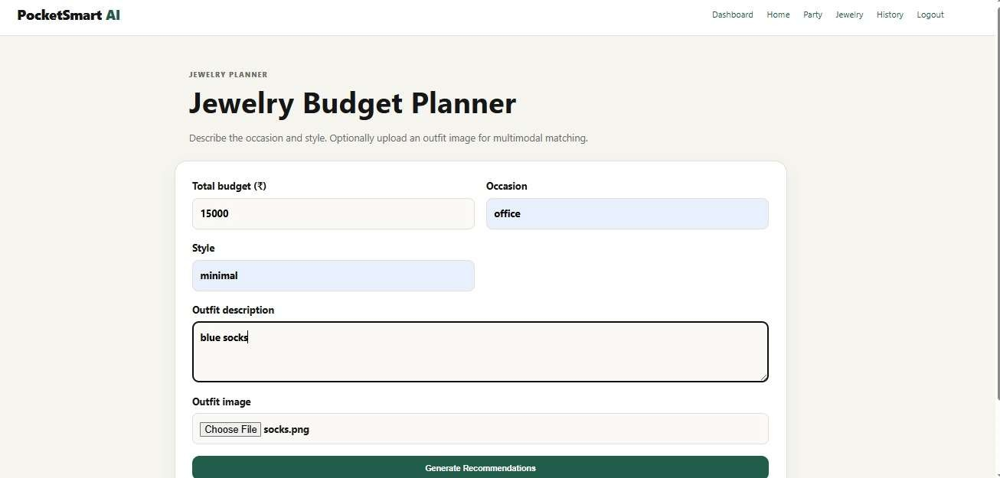 PocketSmart AI
Dashboard Home Party Jewelry History Logout
JEWELRY PLANNER
Jewelry Budget Planner
Describe the occasion and style. Optionally upload an outfit image for multimodal matching.
Total budget (₹) Occasion
15000 office
Style
minimal
Outfit description
blue socks
Outfit image
Choose File socks.png
Generate Recommendations